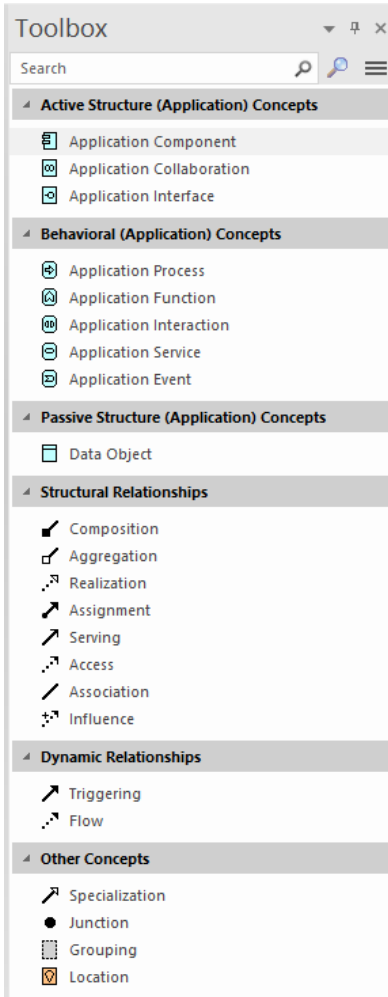 Toolbox
Search
Active Structure (Application) Concepts
Application Component
Application Collaboration
Application Interface
Behavioral (Application) Concepts
Application Process
Application Function
Application Interaction
Application Service
Application Event
Passive Structure (Application) Concepts
Data Object
Structural Relationships
Composition
Aggregation
Realization
Assignment
Serving
Access
Association
Influence
Dynamic Relationships
Triggering
Flow
Other Concepts
Specialization
Junction
Grouping
Location